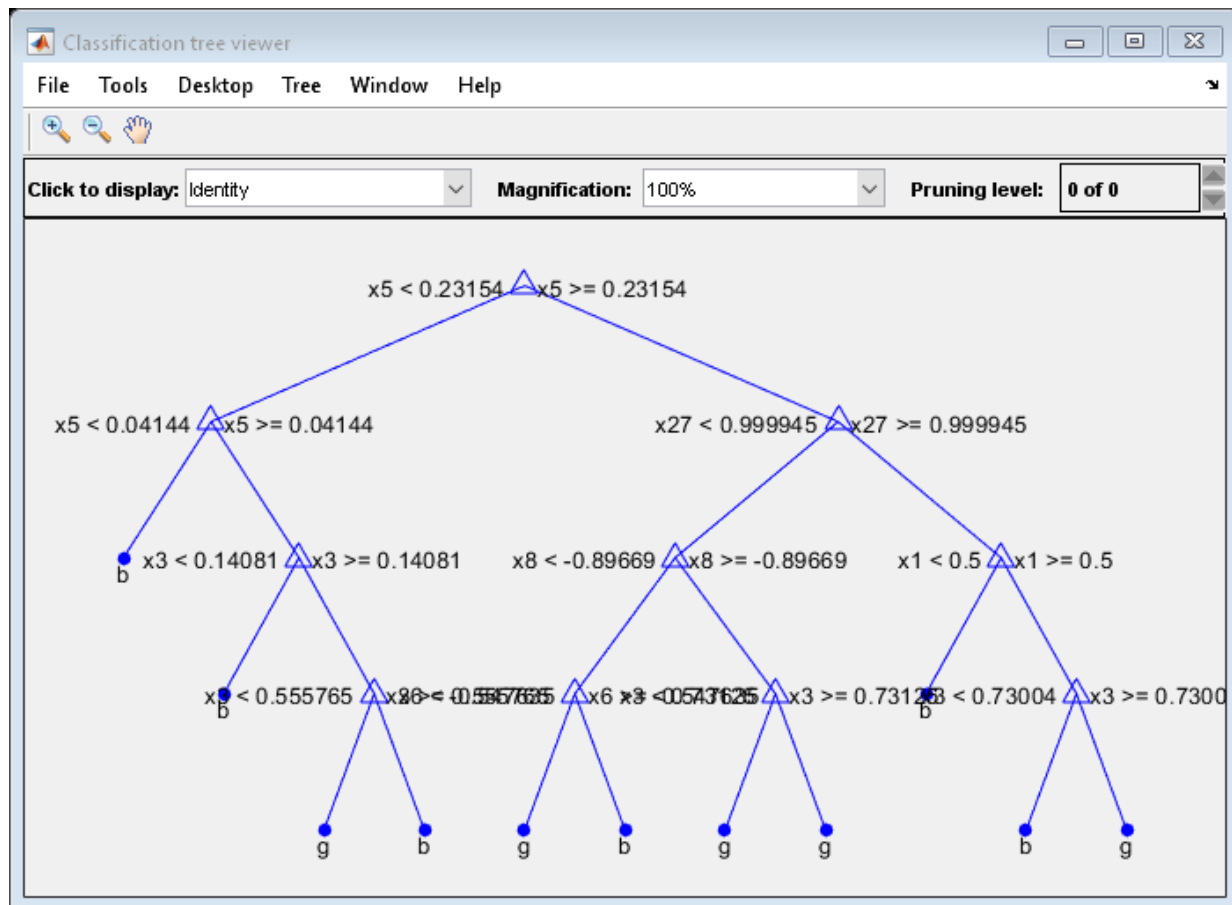 Classification tree viewer
File Tools Desktop Tree Window Help
Click to display: Identity Magnification: 100% Pruning level: 0 of 0
x5 < 0.23154 x5 >= 0.23154
x5 < 0.04144 x5 >= 0.04144 x27 < 0.999945 x27 >= 0.999945
b x3 < 0.14081 x3 >= 0.14081 x8 < -0.89669 x8 >= -0.89669 x1 < 0.5 x1 >= 0.5
b < 0.555765 x3 >= 0.73126 b < 0.73004 x3 >= 0.7300
g b g b g g b g